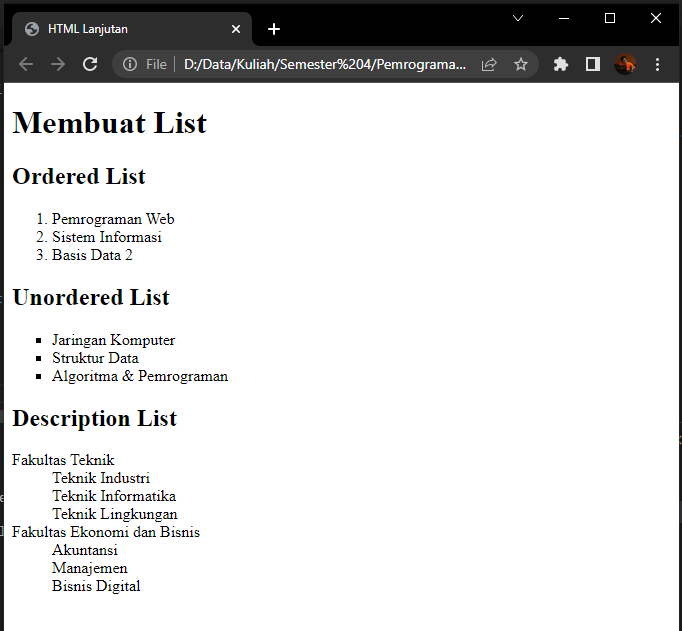 HTML Lanjutan
File D:/Data/Kuliah/Semester%204/Pemrograma...
Membuat List
Ordered List
1. Pemrograman Web
2. Sistem Informasi
3. Basis Data 2
Unordered List
Jaringan Komputer
Struktur Data
Algoritma & Pemrograman
Description List
Fakultas Teknik
Teknik Industri
Teknik Informatika
Teknik Lingkungan
Fakultas Ekonomi dan Bisnis
Akuntansi
Manajemen
Bisnis Digital